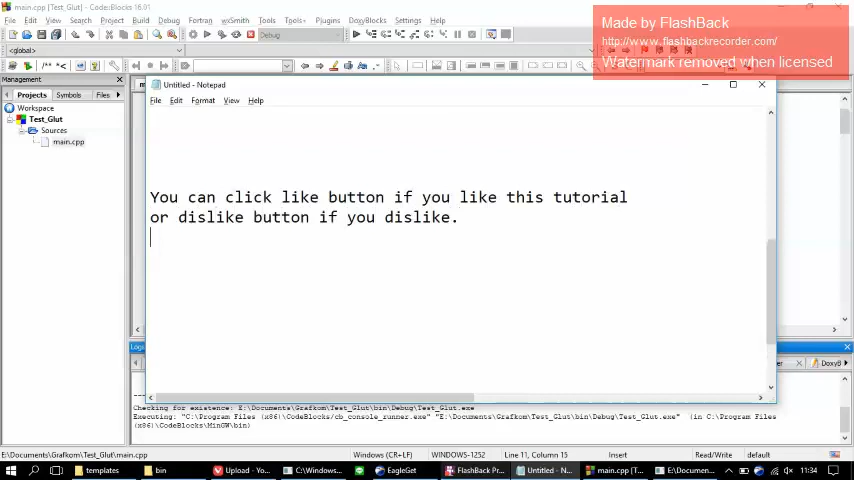 main.cpp [Test_Glut] - Code::Blocks 16.01
File Edit View Search Project Build Debug Fortran wxSmith Tools Tools+ Plugins DoxyBlocks Settings Help
Made by FlashBack
http://www.flashbackrecorder.com/
Watermark removed when licensed
Debug
<global>
Management
Projects Symbols Files
Workspace
Test_Glut
Sources
main.cpp
Untitled - Notepad
File Edit Format View Help
You can click like button if you like this tutorial
or dislike button if you dislike.
DoxyB
Checking for existence: E:\Documents\Grafkom\Test_Glut\bin\Debug\Test_Glut.exe
Executing: "C:\Program Files (x86)\CodeBlocks/cb_console_runner.exe" "E:\Documents\Grafkom\Test_Glut\bin\Debug\Test_Glut.exe" (in C:\Program Files
(x86)\CodeBlocks\MinGW\bin)
E:\Documents\Grafkom\Test_Glut\main.cpp Windows (CR+LF) WINDOWS-1252 Line 11, Column 15 Insert Read/Write default
templates bin Upload - Yo... C:\Windows... EagleGet FlashBack Pr... Untitled - N... main.cpp [T... E:\Documen... 11:34